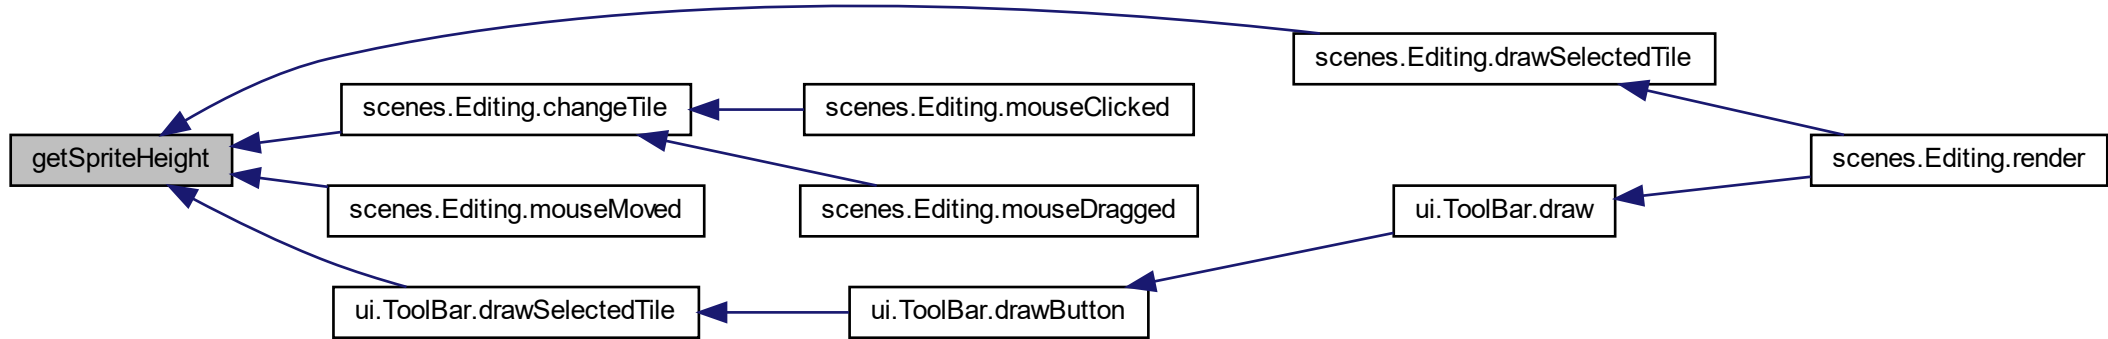 scenes.Editing.drawSelectedTile
scenes.Editing.changeTile
scenes.Editing.mouseClicked
getSpriteHeight
scenes.Editing.render
scenes.Editing.mouseMoved
scenes.Editing.mouseDragged
ui.ToolBar.draw
ui.ToolBar.drawSelectedTile
ui.ToolBar.drawButton